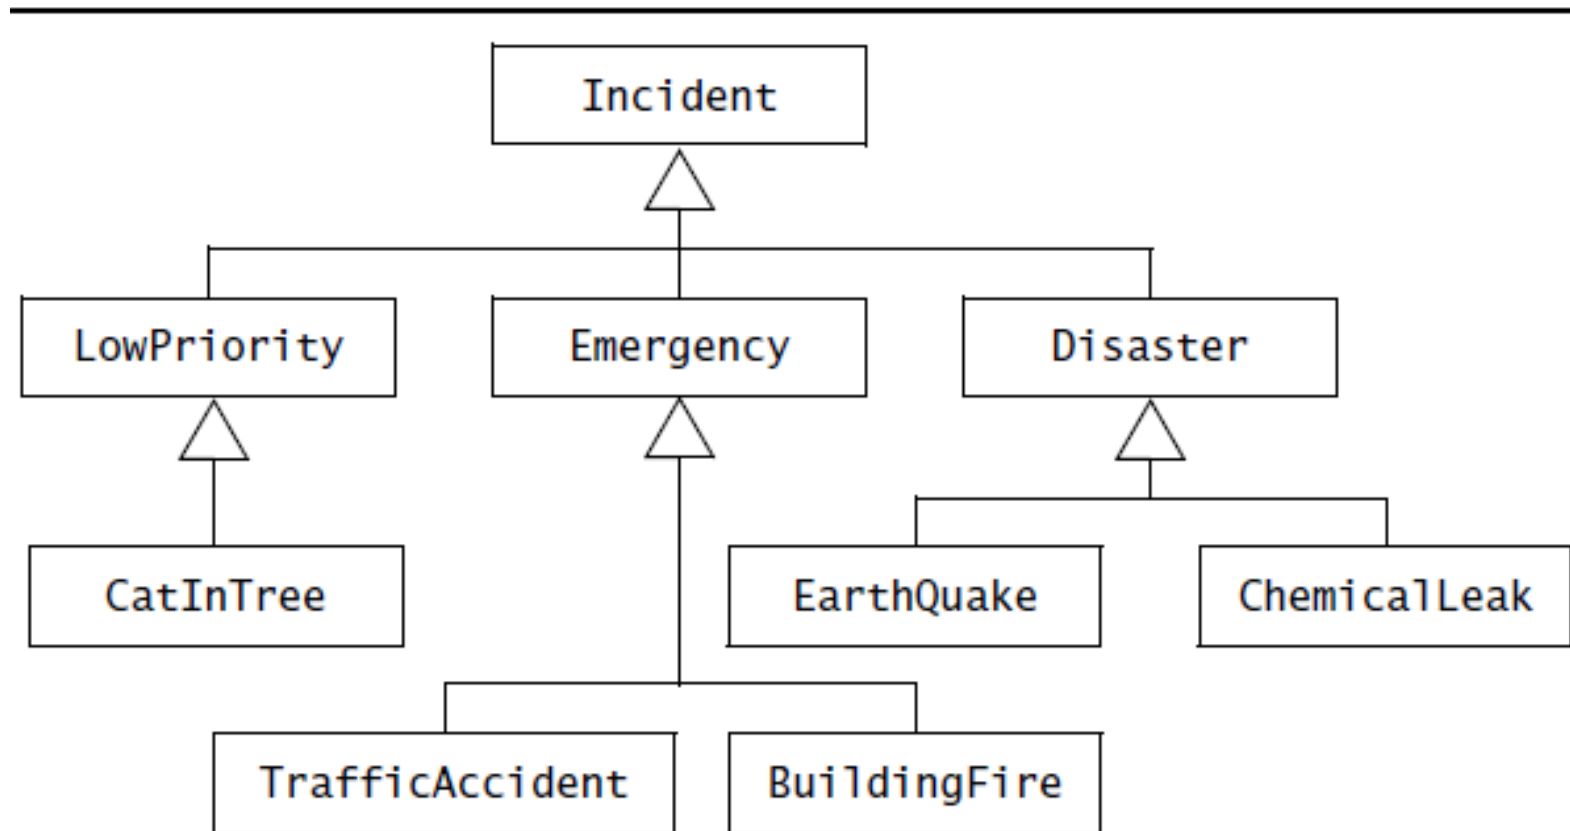 Incident
LowPriority
Emergency
Disaster
CatInTree
EarthQuake
ChemicalLeak
TrafficAccident
BuildingFire